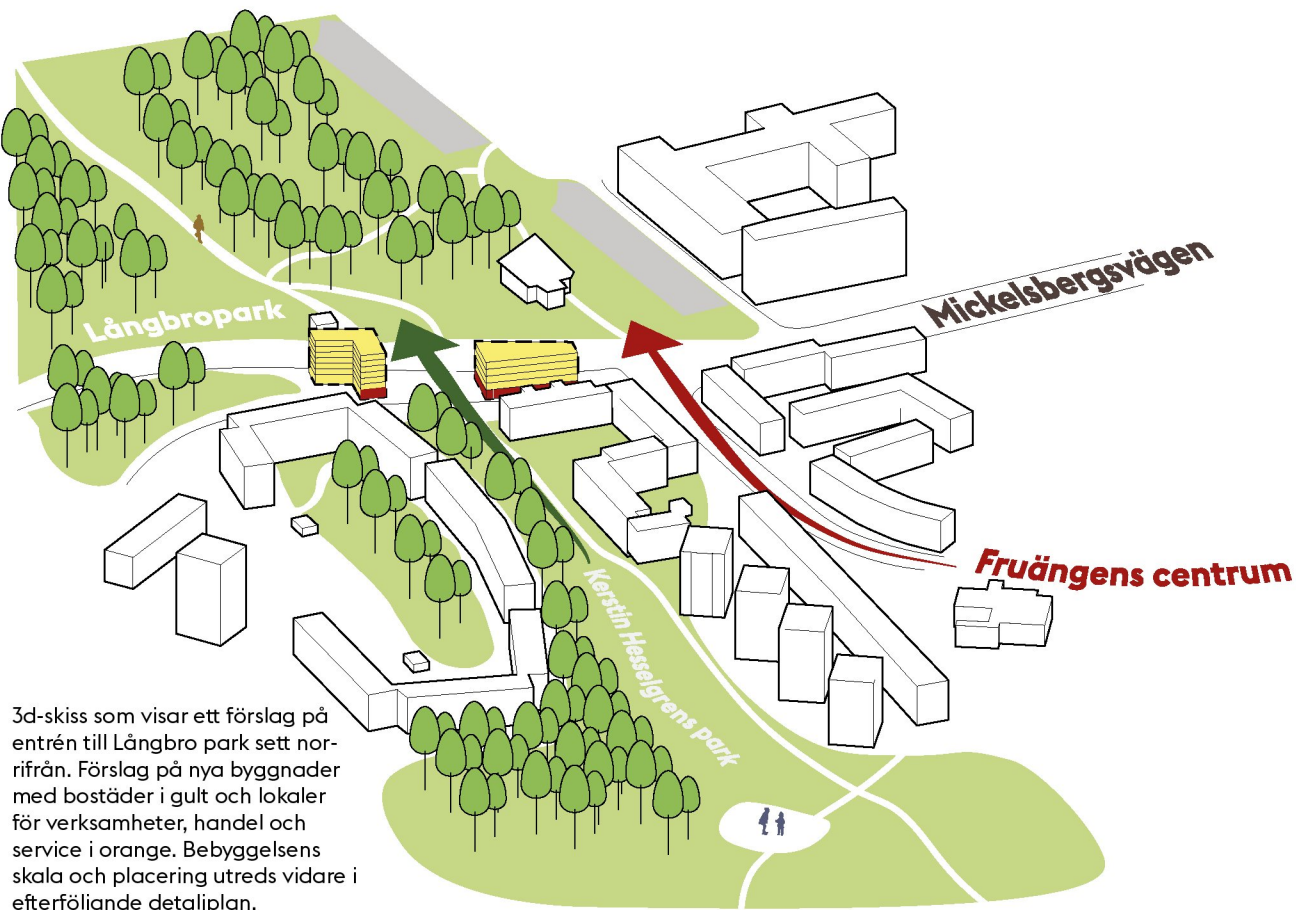 Mickelsbergsvägen
Långbropark
Fruängens centrum
Kerstin Hesselgrens park
3d-skiss som visar ett förslag på
entrén till Långbro park sett nor-
rifrån. Förslag på nya byggnader
med bostäder i gult och lokaler
för verksamheter, handel och
service i orange. Bebyggelsens
skala och placering utreds vidare i
efterföljande detaljplan.